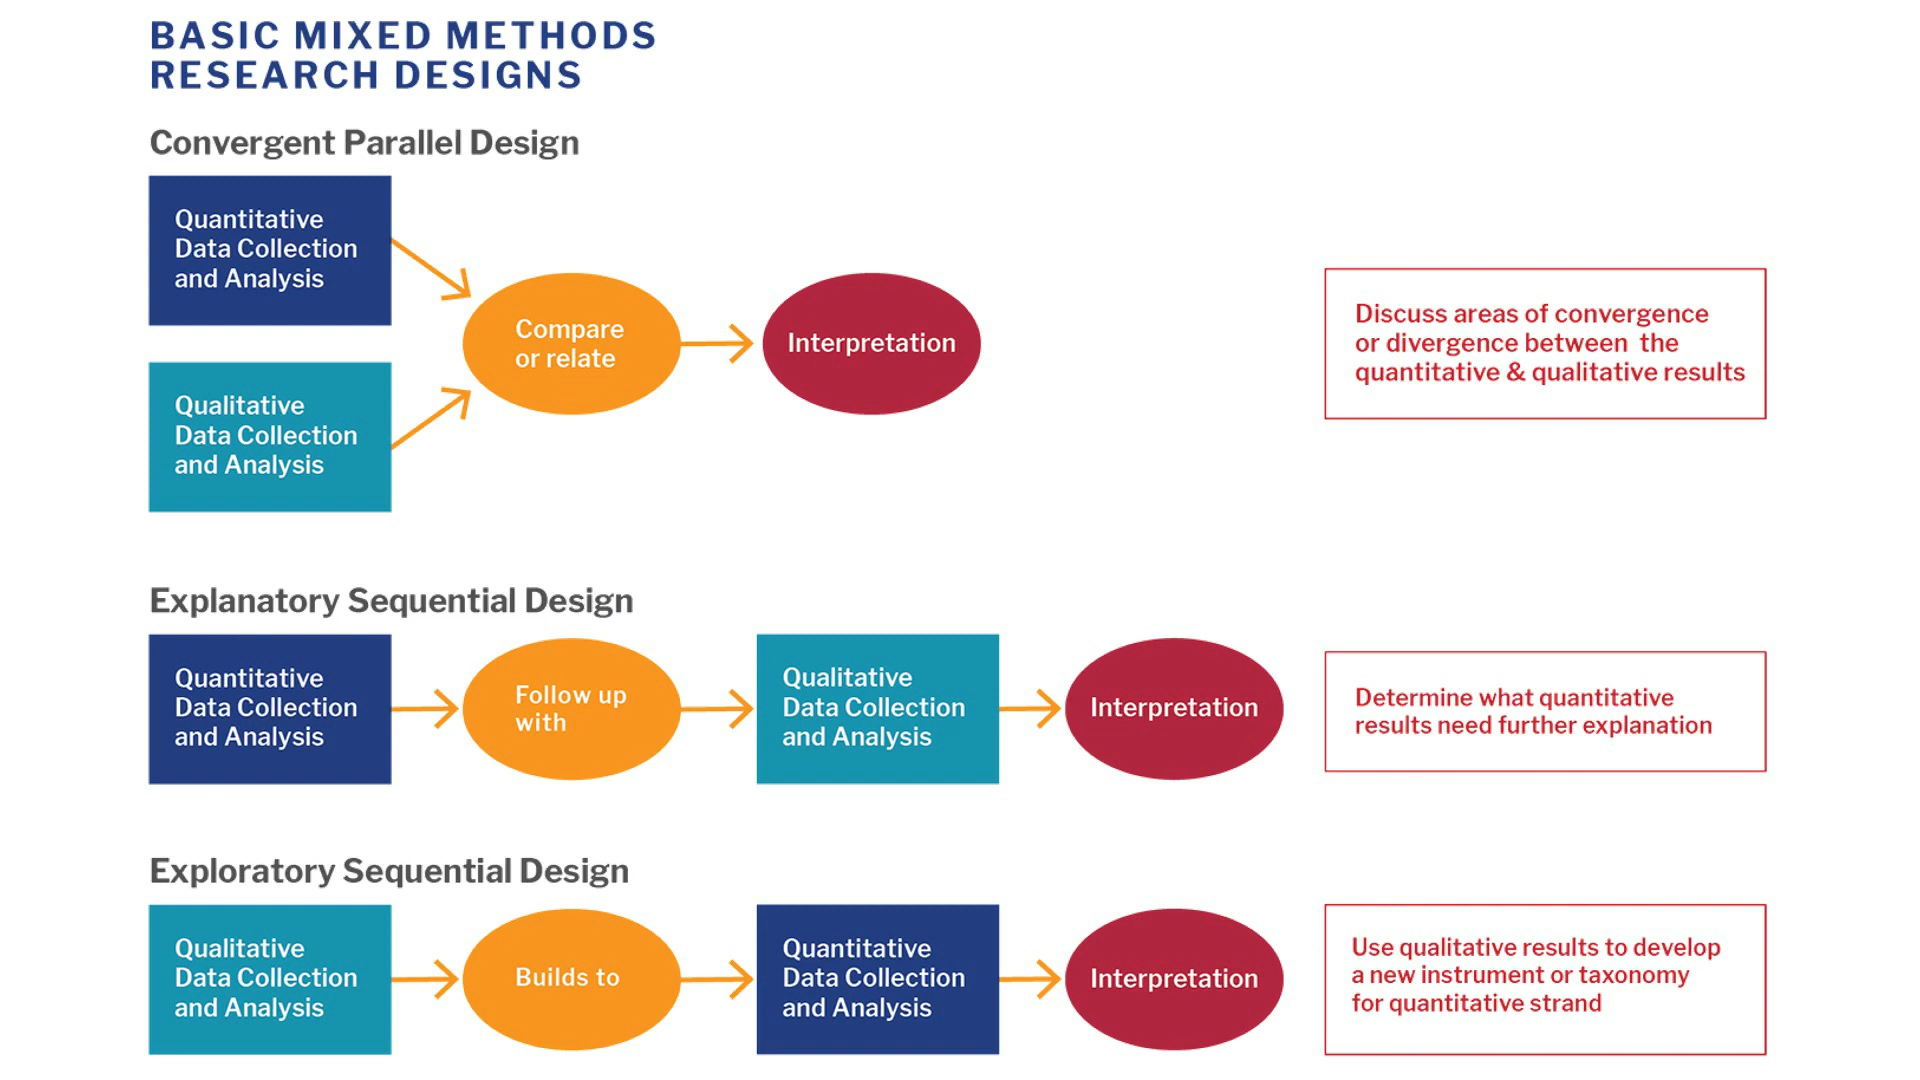 BASIC MIXED METHODS
RESEARCH DESIGNS
Convergent Parallel Design
Quantitative
Data Collection
and Analysis
Qualitative
Data Collection
and Analysis
Compare
or relate
Interpretation
Discuss areas of convergence
or divergence between the
quantitative & qualitative results
Explanatory Sequential Design
Quantitative
Data Collection
and Analysis
Follow up
with
Qualitative
Data Collection
and Analysis
Interpretation
Determine what quantitative
results need further explanation
Exploratory Sequential Design
Qualitative
Data Collection
and Analysis
Builds to
Quantitative
Data Collection
and Analysis
Interpretation
Use qualitative results to develop
a new instrument or taxonomy
for quantitative strand